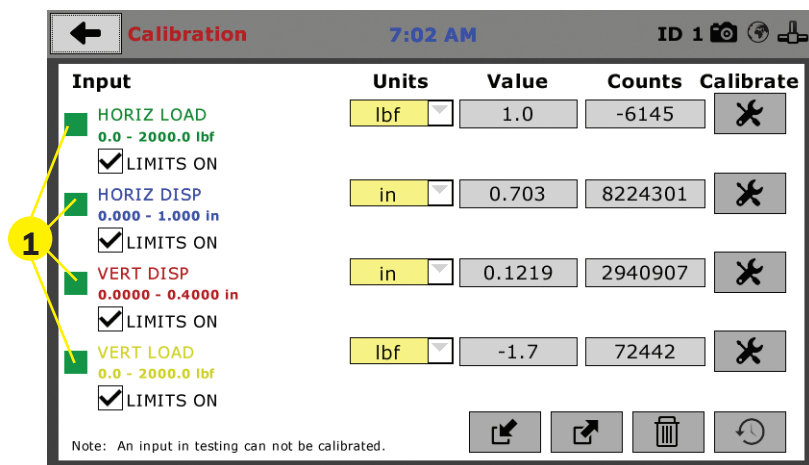 Calibration 7:02 AM ID 1
Input Units Value Counts Calibrate
HORIZ LOAD lbf 1.0 -6145
0.0 - 2000.0 lbf
LIMITS ON
HORIZ DISP in 0.703 8224301
0.000 - 1.000 in
LIMITS ON
1
VERT DISP in 0.1219 2940907
0.0000 - 0.4000 in
LIMITS ON
VERT LOAD lbf -1.7 72442
0.0 - 2000.0 lbf
LIMITS ON
Note: An input in testing can not be calibrated.